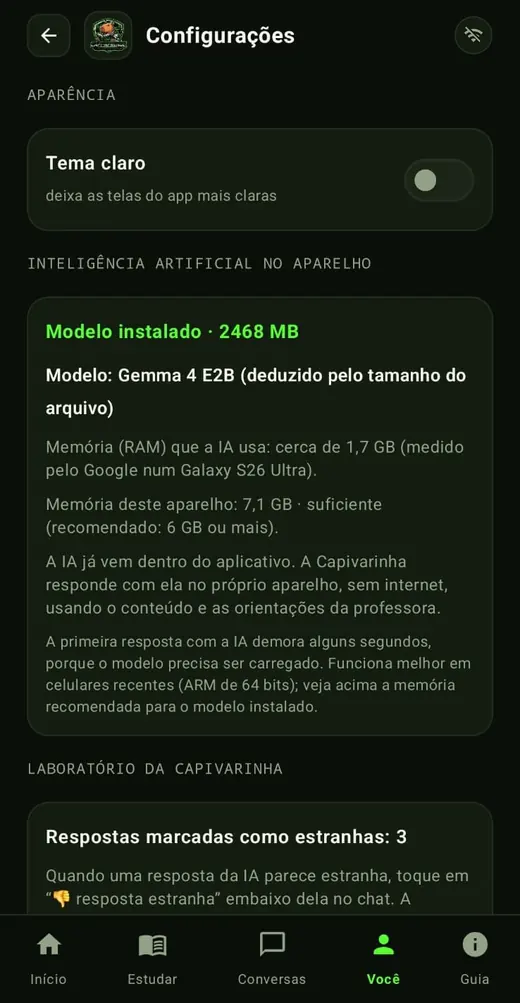 Configurações
APARÊNCIA
Tema claro
deixa as telas do app mais claras
INTELIGÊNCIA ARTIFICIAL NO APARELHO
Modelo instalado · 2468 MB
Modelo: Gemma 4 E2B (deduzido pelo tamanho do
arquivo)
Memória (RAM) que a IA usa: cerca de 1,7 GB (medido
pelo Google num Galaxy S26 Ultra).
Memória deste aparelho: 7,1 GB · suficiente
(recomendado: 6 GB ou mais).
A IA já vem dentro do aplicativo. A Capivarinha
responde com ela no próprio aparelho, sem internet,
usando o conteúdo e as orientações da professora.
A primeira resposta com a IA demora alguns segundos,
porque o modelo precisa ser carregado. Funciona melhor em
celulares recentes (ARM de 64 bits); veja acima a memória
recomendada para o modelo instalado.
LABORATÓRIO DA CAPIVARINHA
Respostas marcadas como estranhas: 3
Quando uma resposta da IA parece estranha, toque em
“👎 resposta estranha” embaixo dela no chat. A
Início
Estudar
Conversas
Você
Guia